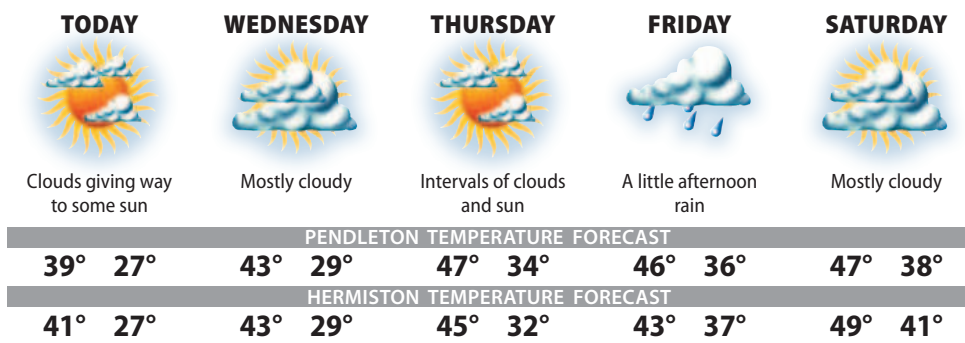 TODAY WEDNESDAY THURSDAY FRIDAY SATURDAY
Clouds giving way
to some sun
Mostly cloudy
Intervals of clouds
and sun
A little afternoon
rain
Mostly cloudy
PENDLETON TEMPERATURE FORECAST
39° 27° 43° 29° 47° 34° 46° 36° 47° 38°
HERMISTON TEMPERATURE FORECAST
41° 27° 43° 29° 45° 32° 43° 37° 49° 41°